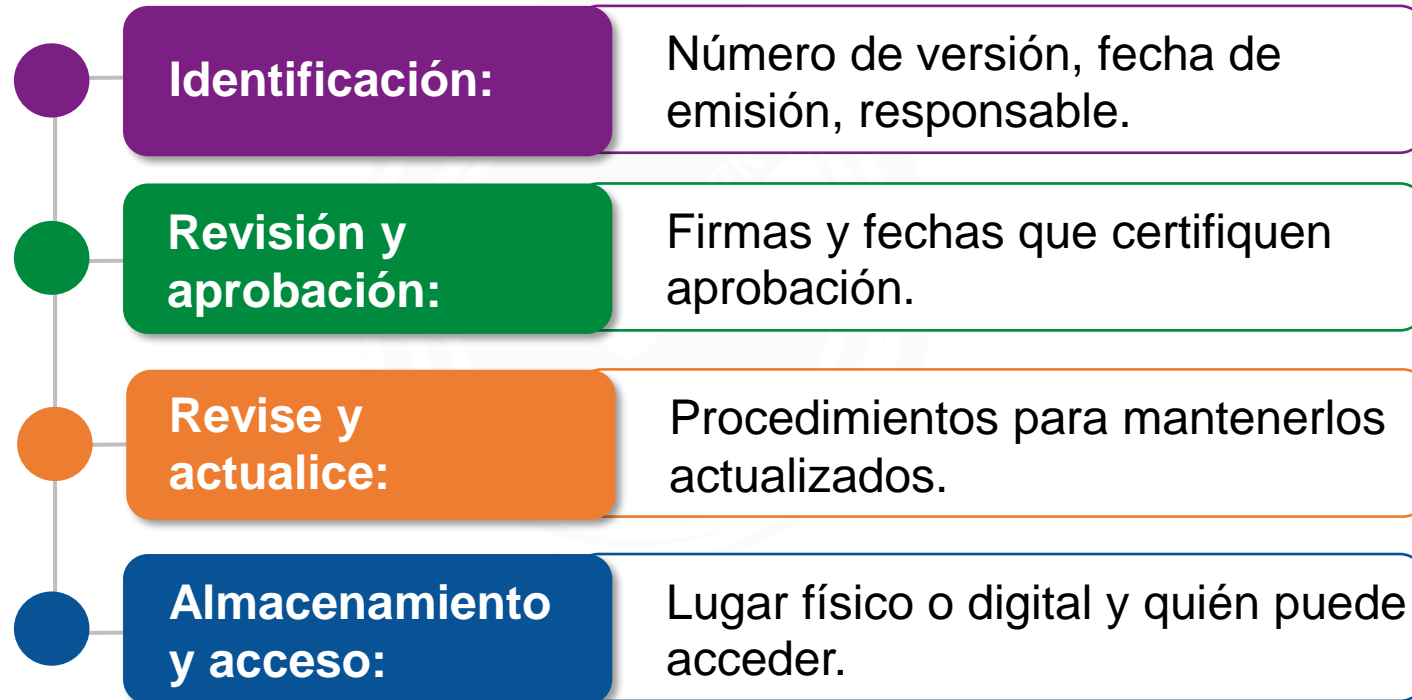 Identificación:
Número de versión, fecha de
emisión, responsable.
Revisión y
aprobación:
Firmas y fechas que certifiquen
aprobación.
Revise y
actualice:
Procedimientos para mantenerlos
actualizados.
Almacenamiento
y acceso:
Lugar físico o digital y quién puede
acceder.